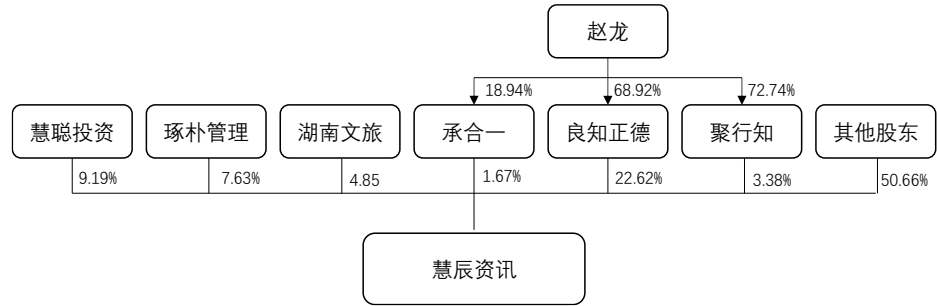 赵龙
18.94%
68.92%
72.74%
慧聪投资
琢朴管理
湖南文旅
承合一
良知正德
聚行知
其他股东
9.19%
7.63%
4.85
1.67%
22.62%
3.38%
50.66%
慧辰资讯